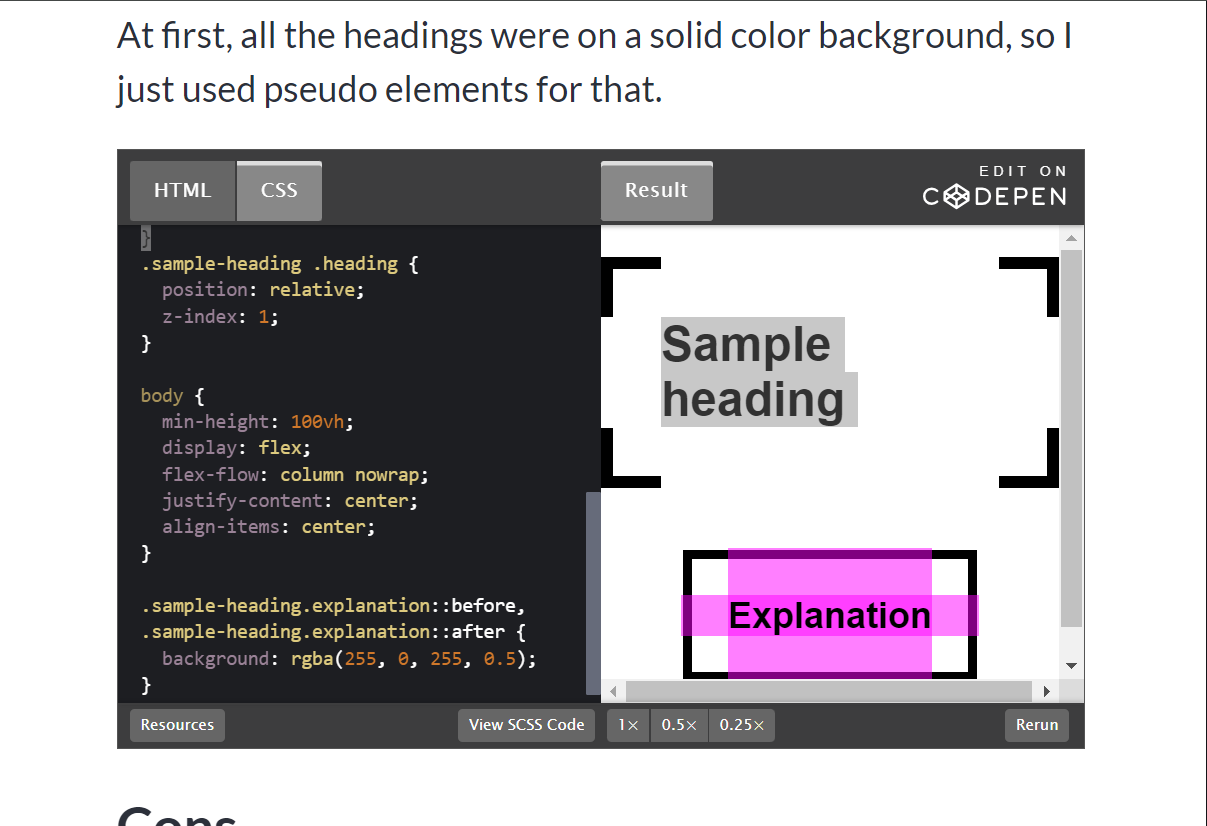 At first, all the headings were on a solid color background, so I
just used pseudo elements for that.
HTML
CSS
Result
EDIT ON
CODEPEN
}
.sample-heading .heading {
  position: relative;
  z-index: 1;
}
body {
  min-height: 100vh;
  display: flex;
  flex-flow: column nowrap;
  justify-content: center;
  align-items: center;
}
.sample-heading.explanation::before,
.sample-heading.explanation::after {
  background: rgba(255, 0, 255, 0.5);
}
Sample
heading
Explanation
Resources
View SCSS Code
1×
0.5×
0.25×
Rerun
Cons